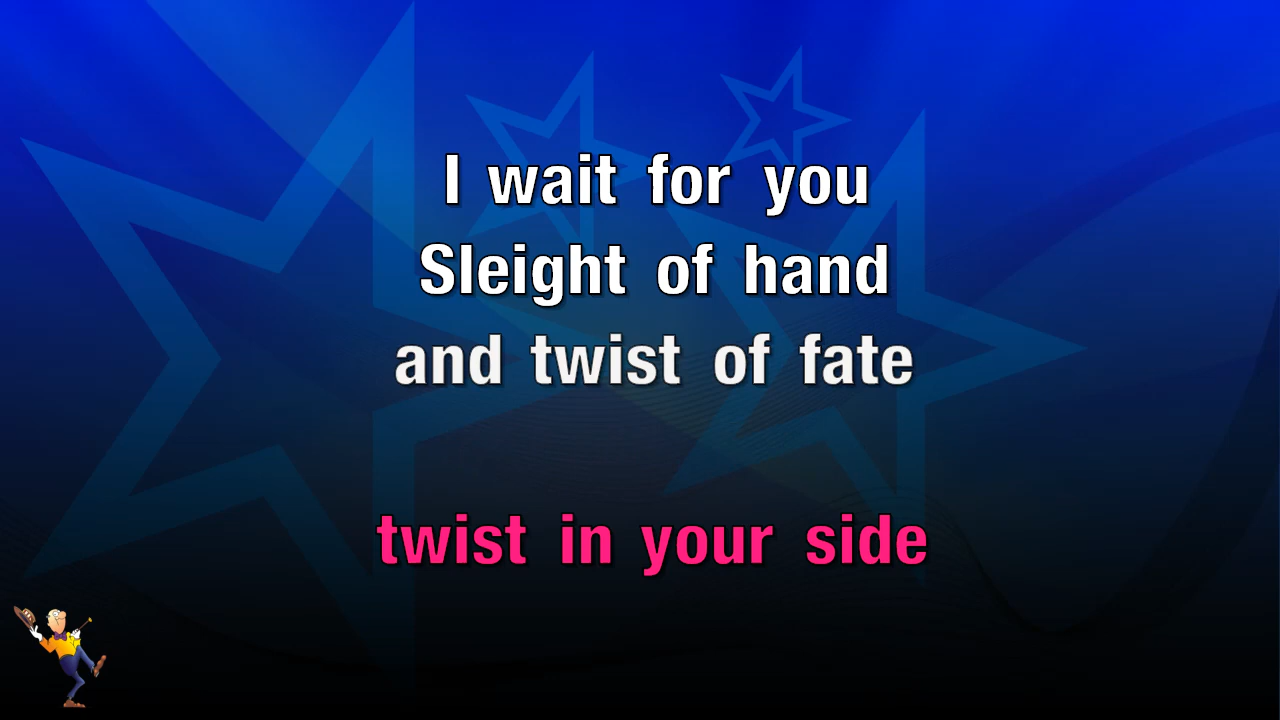 I wait for you
Sleight of hand
and twist of fate
twist in your side